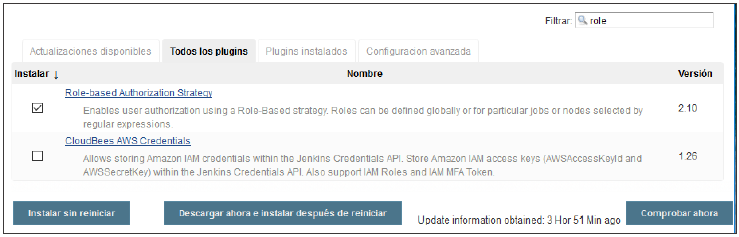 Filtrar: role
Actualizaciones disponibles Todos los plugins Plugins instalados Configuracion avanzada
Instalar ↓ Nombre Versión
Role-based Authorization Strategy
Enables user authorization using a Role-Based strategy. Roles can be defined globally or for particular jobs or nodes selected by
regular expressions.
2.10
CloudBees AWS Credentials
Allows storing Amazon IAM credentials within the Jenkins Credentials API. Store Amazon IAM access keys (AWSAccessKeyId and
AWSSecretKey) within the Jenkins Credentials API. Also support IAM Roles and IAM MFA Token.
1.26
Instalar sin reiniciar Descargar ahora e instalar después de reiniciar Update information obtained: 3 Hor 51 Min ago Comprobar ahora